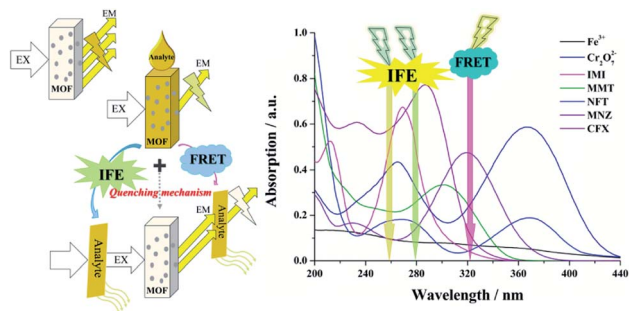 EM
EX
MOF
Analyte
EM
EX
MOF
IFE
FRET
Quenching mechanism
EM
Analyte
Analyte
EX
MOF
IFE
FRET
Fe³⁺
Cr₂O₇²⁻
IMI
MMT
NFT
MNZ
CFX
Absorption / a.u.
1.0
0.8
0.6
0.4
0.2
0.0
200
240
280
320
360
400
440
Wavelength / nm